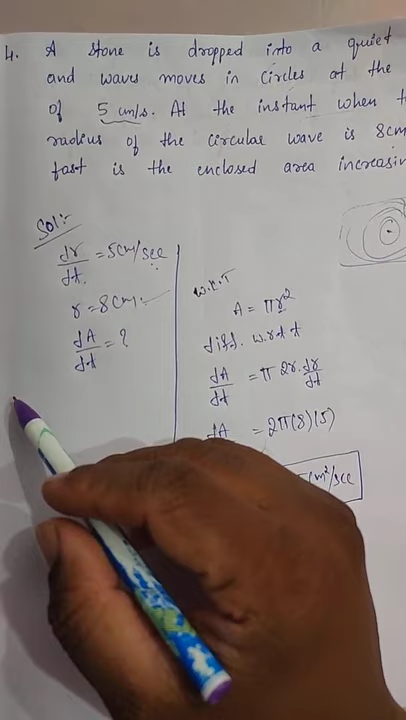 4. A stone is dropped into a quiet
and waves moves in circles at the
of 5 cm/s. At the instant when
radius of the circular wave is 8cm
fast is the enclosed area increasin
Sol:-
dr/dt = 5cm/sec
r = 8cm.
dA/dt = ?
W.K.T
A = πr²
diff. w.r.t t
dA/dt = π 2r. dr/dt
dA = 2π(8)(5)
cm²/sec